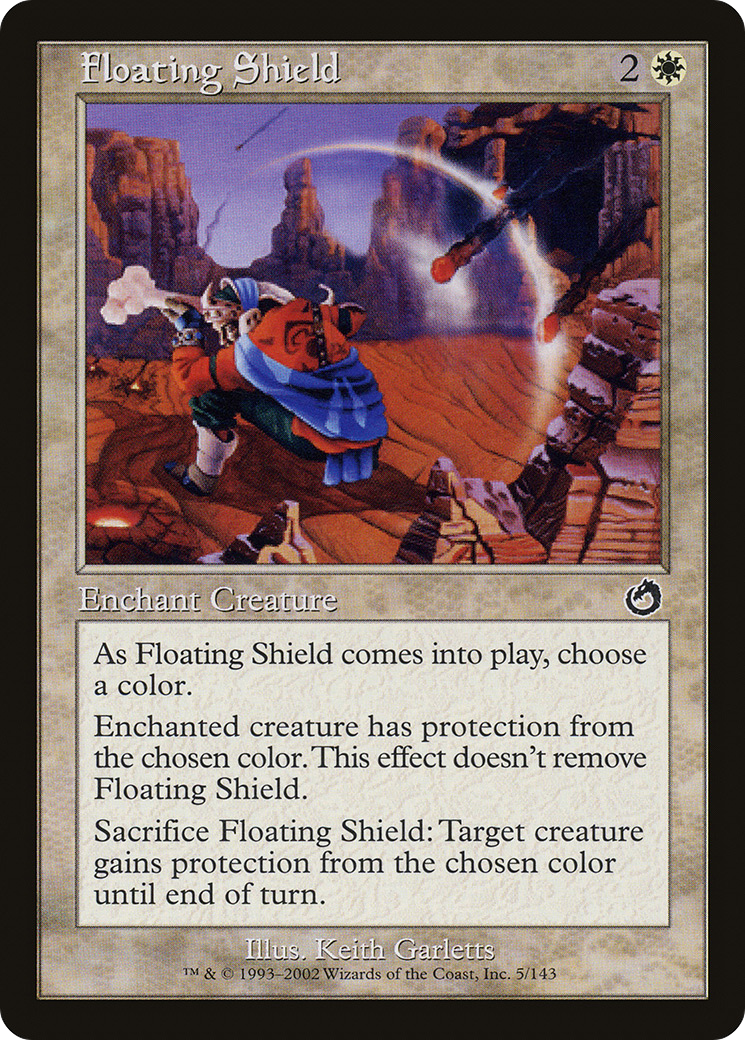 Floating Shield 2
Enchant Creature
As Floating Shield comes into play, choose
a color.
Enchanted creature has protection from
the chosen color. This effect doesn't remove
Floating Shield.
Sacrifice Floating Shield: Target creature
gains protection from the chosen color
until end of turn.
Illus. Keith Garletts
™ & © 1993–2002 Wizards of the Coast, Inc. 5/143